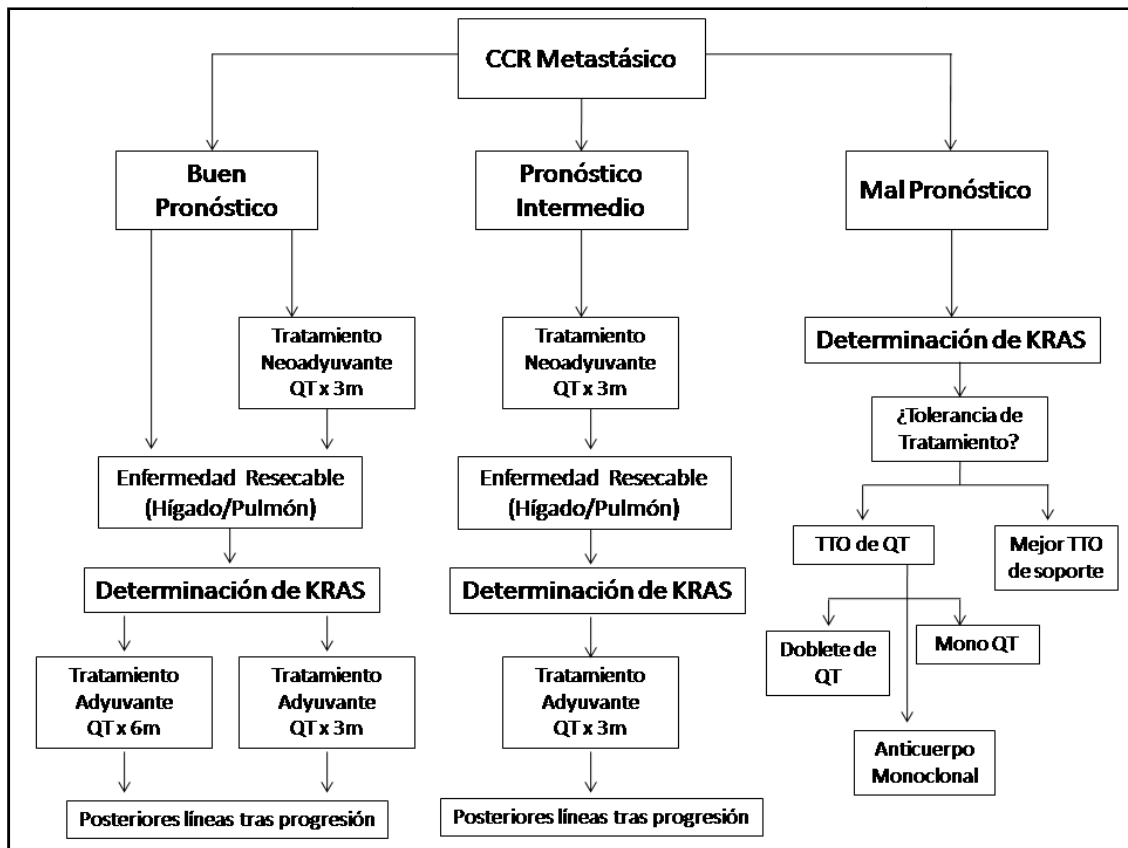 CCR Metastásico
Buen
Pronóstico
Pronóstico
Intermedio
Mal Pronóstico
Tratamiento
Neoadyuvante
QT x 3m
Tratamiento
Neoadyuvante
QT x 3m
Determinación de KRAS
¿Tolerancia de
Tratamiento?
Enfermedad Resecable
(Hígado/Pulmón)
Enfermedad Resecable
(Hígado/Pulmón)
TTO de QT
Mejor TTO
de soporte
Determinación de KRAS
Determinación de KRAS
Doblete de
QT
Mono QT
Tratamiento
Adyuvante
QT x 6m
Tratamiento
Adyuvante
QT x 3m
Tratamiento
Adyuvante
QT x 3m
Anticuerpo
Monoclonal
Posteriores líneas tras progresión
Posteriores líneas tras progresión